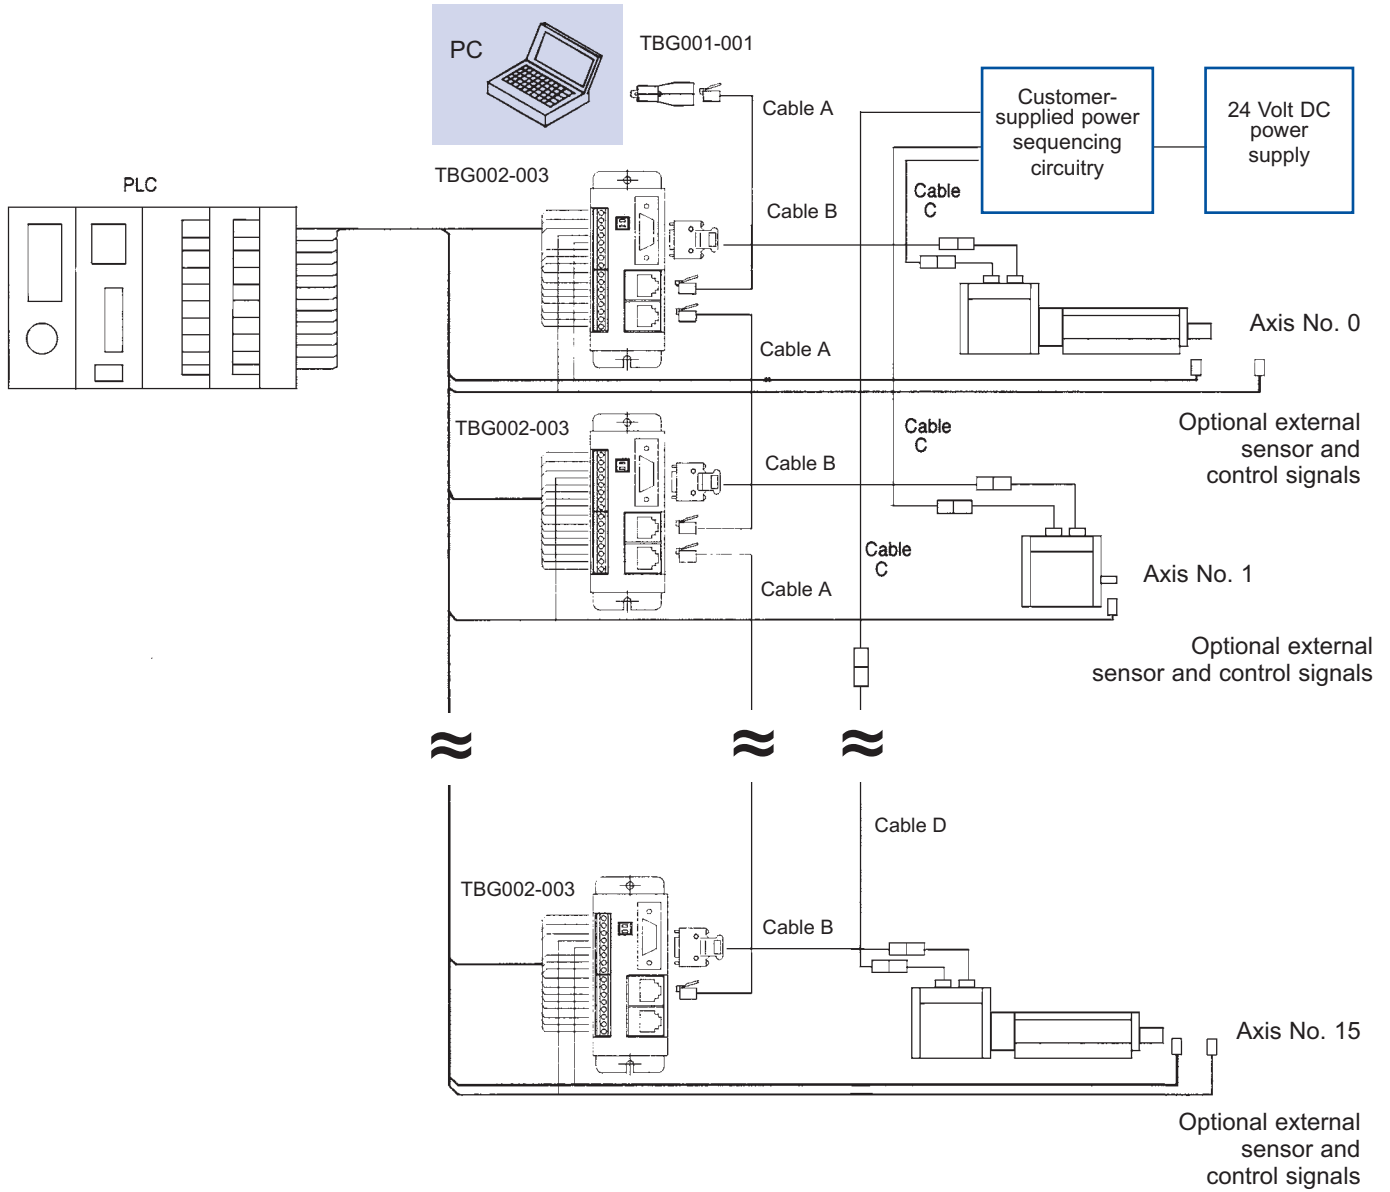 PC
TBG001-001
Cable A
Customer-
supplied power
sequencing
circuitry
24 Volt DC
power
supply
PLC
TBG002-003
Cable B
Cable
C
Axis No. 0
Cable A
Optional external
sensor and
control signals
TBG002-003
Cable B
Cable
C
Cable
C
Cable A
Axis No. 1
Optional external
sensor and control signals
Cable D
TBG002-003
Cable B
Axis No. 15
Optional external
sensor and
control signals